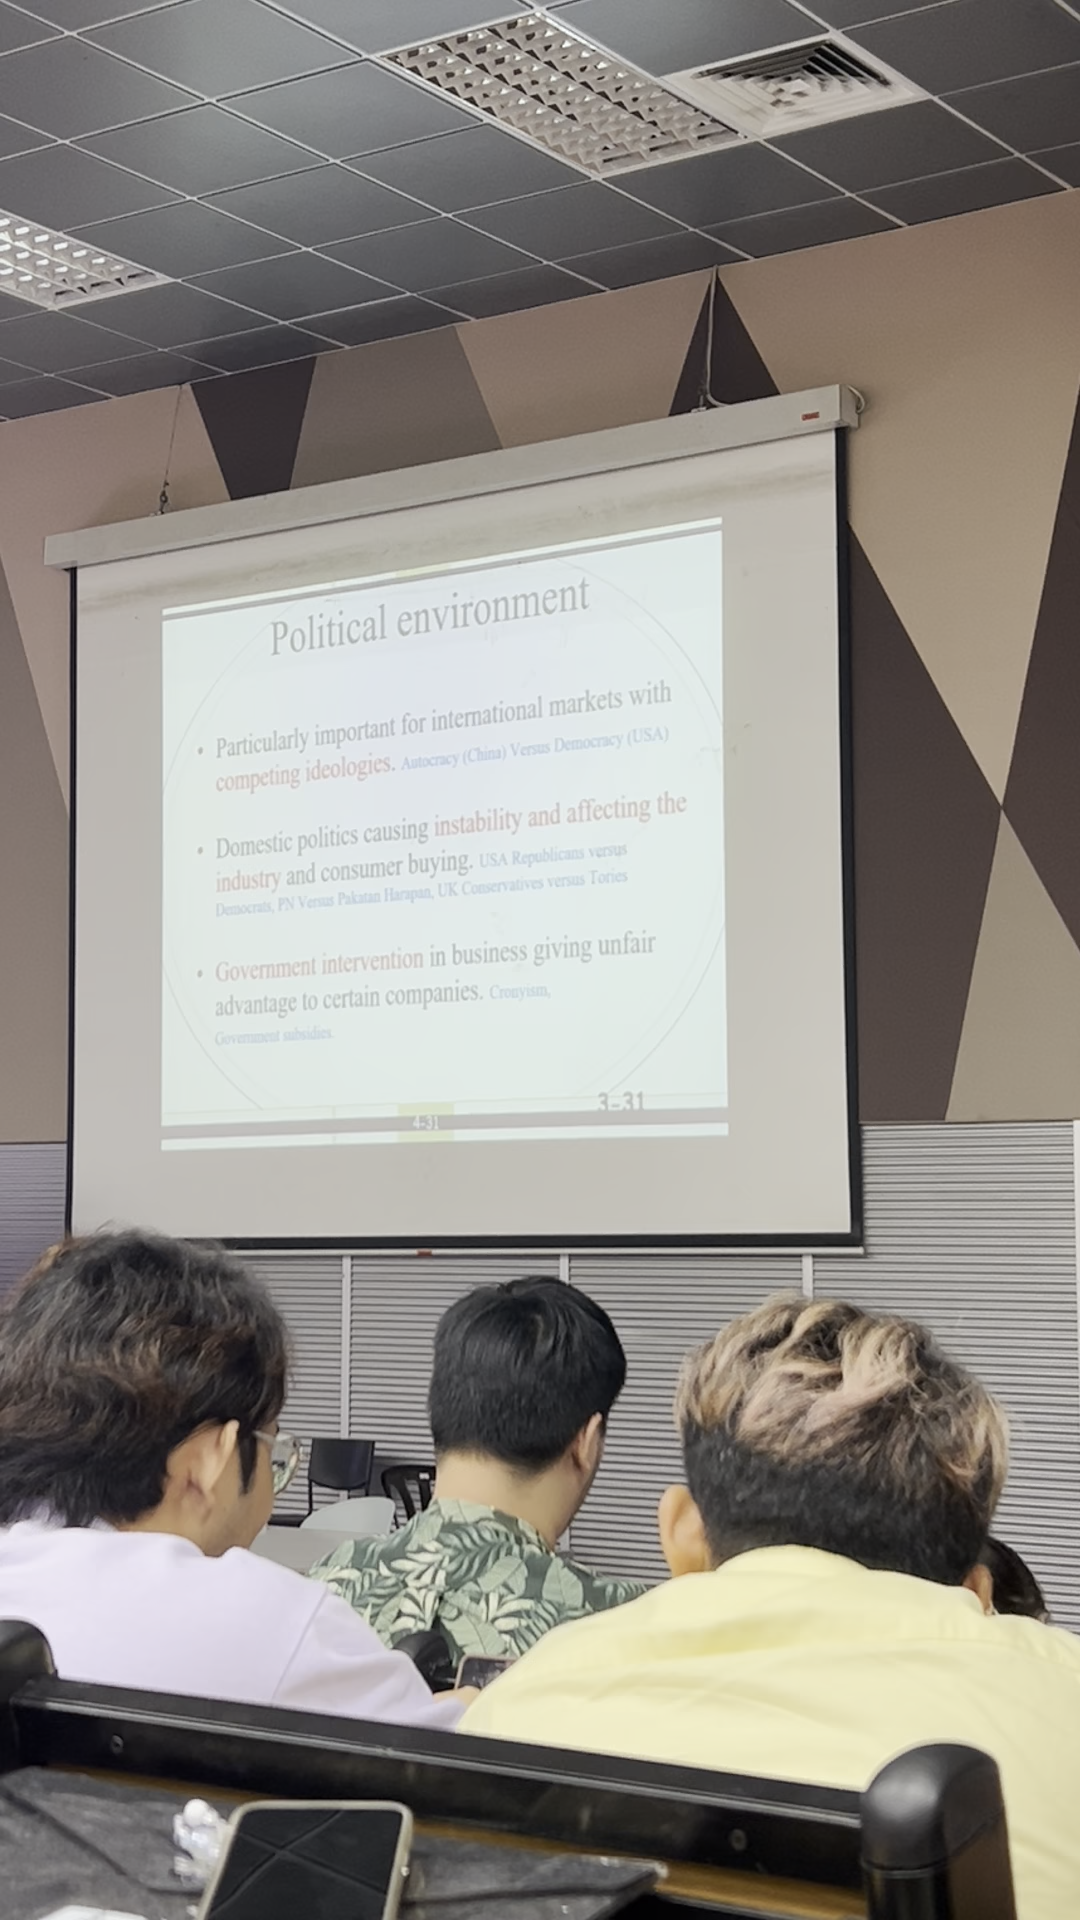 Political environment
• Particularly important for international markets with
competing ideologies. Autocracy (China) Versus Democracy (USA)
• Domestic politics causing instability and affecting the
industry and consumer buying. USA Republicans versus
Democrats, PN Versus Pakatan Harapan, UK Conservatives versus Tories
• Government intervention in business giving unfair
advantage to certain companies. Cronyism,
Government subsidies.
3-31
4-31